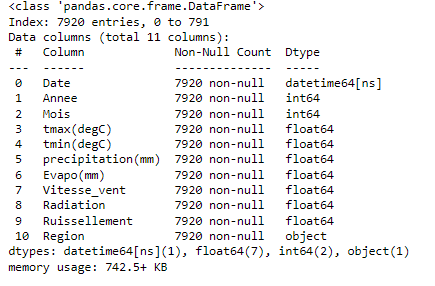 <class 'pandas.core.frame.DataFrame'>
Index: 7920 entries, 0 to 791
Data columns (total 11 columns):
 #   Column            Non-Null Count  Dtype
---  ------            --------------  -----
 0   Date              7920 non-null   datetime64[ns]
 1   Annee             7920 non-null   int64
 2   Mois              7920 non-null   int64
 3   tmax(degC)        7920 non-null   float64
 4   tmin(degC)        7920 non-null   float64
 5   precipitation(mm) 7920 non-null   float64
 6   Evapo(mm)         7920 non-null   float64
 7   Vitesse_vent      7920 non-null   float64
 8   Radiation         7920 non-null   float64
 9   Ruissellement     7920 non-null   float64
 10  Region            7920 non-null   object
dtypes: datetime64[ns](1), float64(7), int64(2), object(1)
memory usage: 742.5+ KB